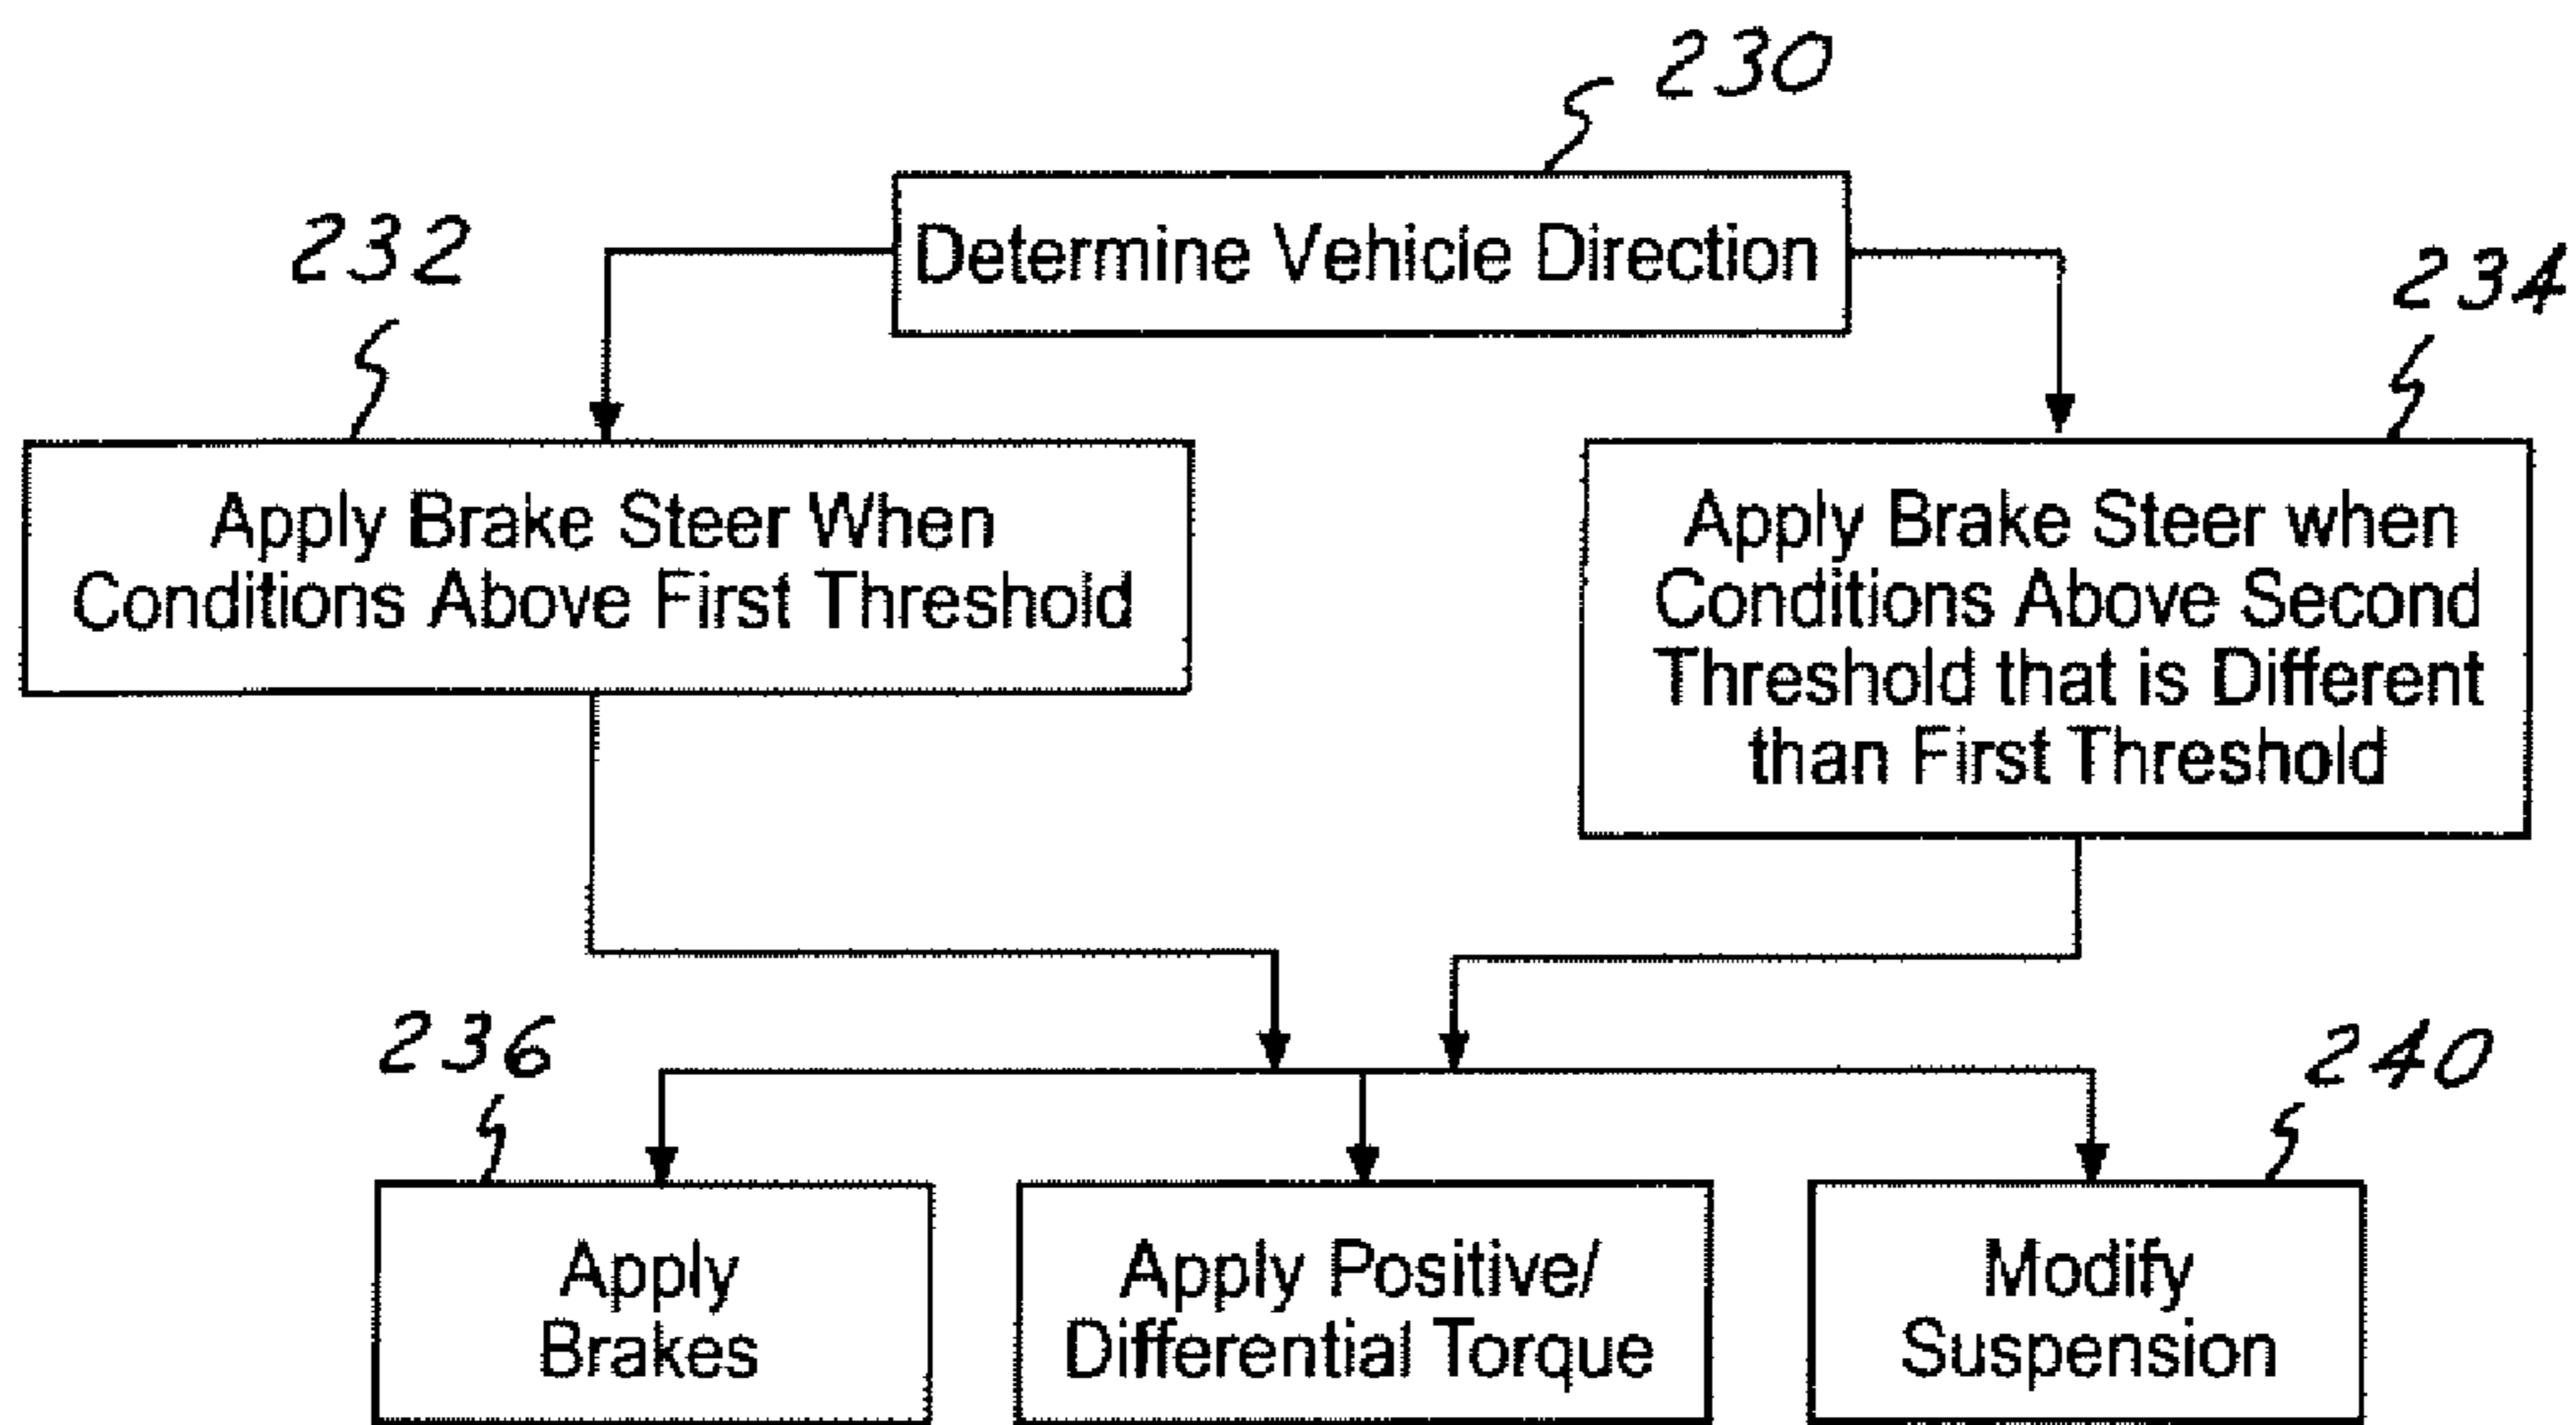 230
Determine Vehicle Direction
232
234
Apply Brake Steer When
Conditions Above First Threshold
Apply Brake Steer when
Conditions Above Second
Threshold that is Different
than First Threshold
236
240
Apply
Brakes
Apply Positive/
Differential Torque
Modify
Suspension